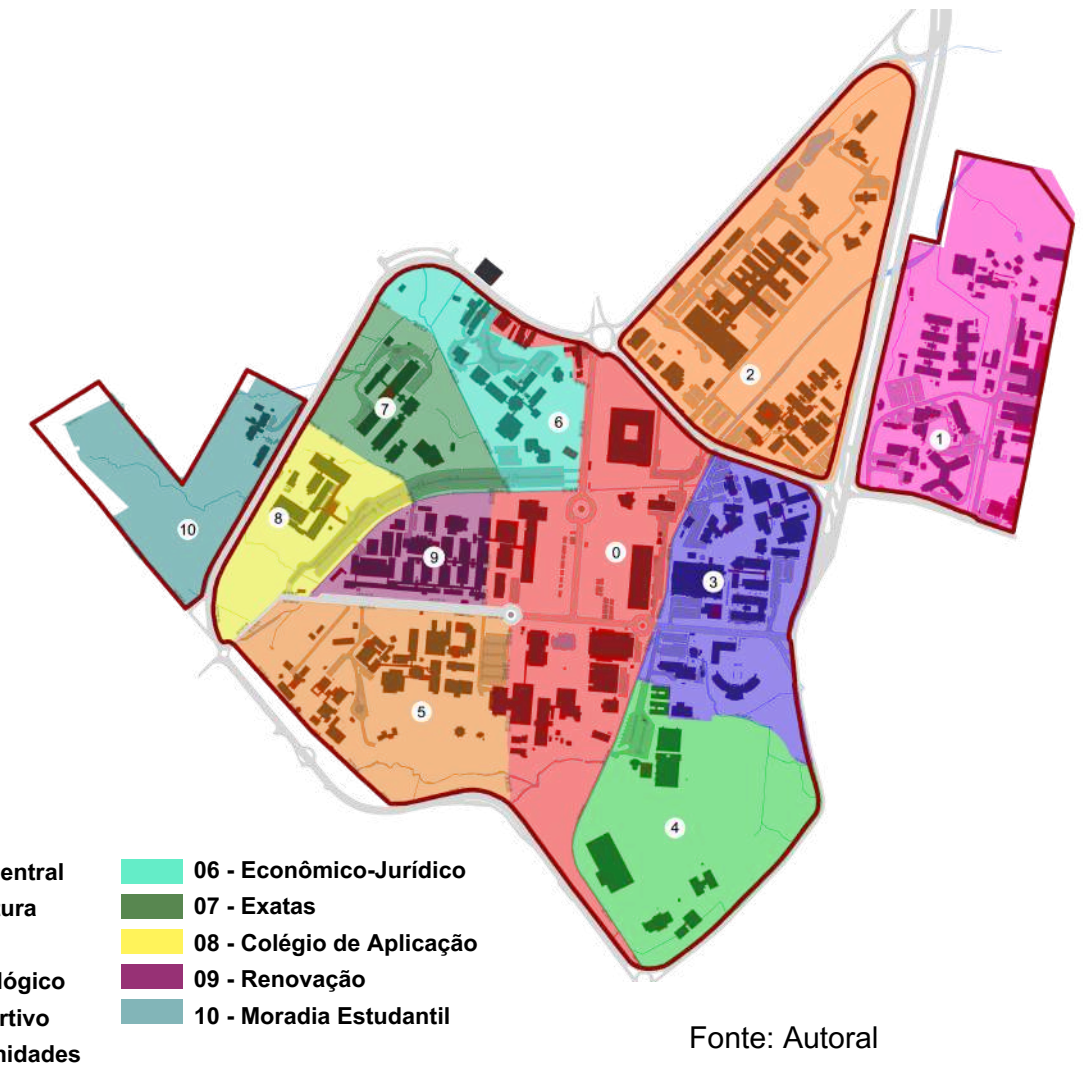 2
1
6
7
10
8
9
0
3
5
4
entral
tura
lógico
rtivo
nidades
06 - Econômico-Jurídico
07 - Exatas
08 - Colégio de Aplicação
09 - Renovação
10 - Moradia Estudantil
Fonte: Autoral